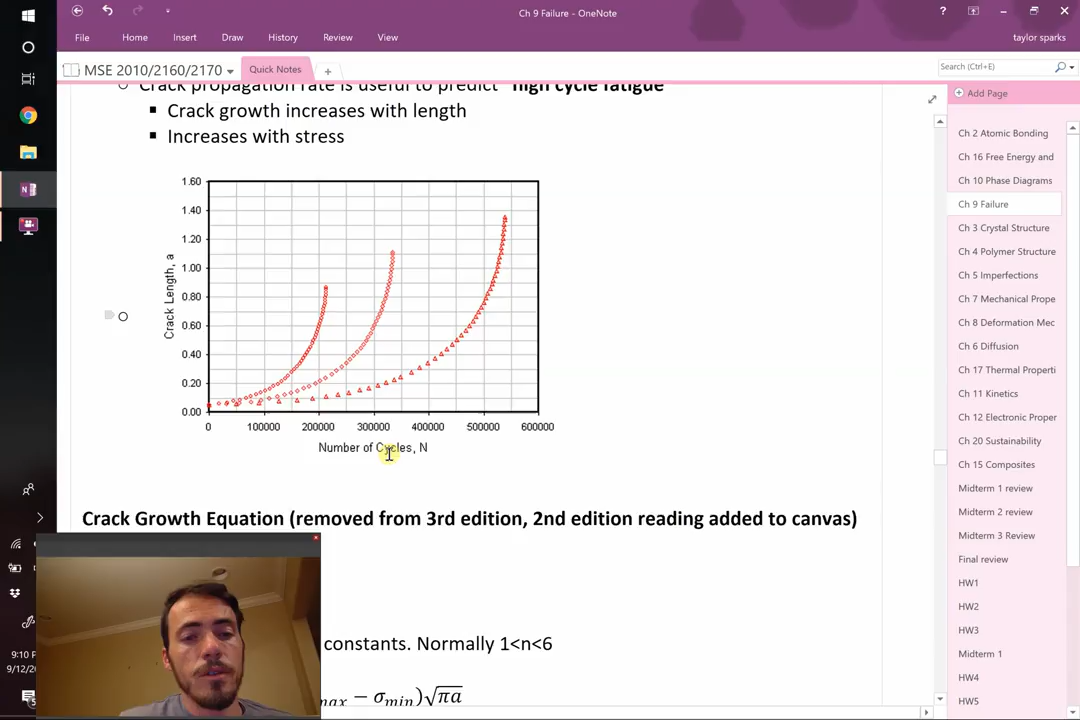 Ch 9 Failure - OneNote
File Home Insert Draw History Review View
taylor sparks
MSE 2010/2160/2170
Quick Notes
Search (Ctrl+E)
Crack propagation rate is useful to predict "high cycle fatigue
Crack growth increases with length
Increases with stress
1.60
1.40
1.20
1.00
0.80
0.60
0.40
0.20
0.00
Crack Length, a
0 100000 200000 300000 400000 500000 600000
Number of Cycles, N
Crack Growth Equation (removed from 3rd edition, 2nd edition reading added to canvas)
constants. Normally 1<n<6
max − σmin)√πa
Add Page
Ch 2 Atomic Bonding
Ch 16 Free Energy and
Ch 10 Phase Diagrams
Ch 9 Failure
Ch 3 Crystal Structure
Ch 4 Polymer Structure
Ch 5 Imperfections
Ch 7 Mechanical Prope
Ch 8 Deformation Mec
Ch 6 Diffusion
Ch 17 Thermal Properti
Ch 11 Kinetics
Ch 12 Electronic Proper
Ch 20 Sustainability
Ch 15 Composites
Midterm 1 review
Midterm 2 review
Midterm 3 Review
Final review
HW1
HW2
HW3
Midterm 1
HW4
HW5
9:10 P
9/12/20